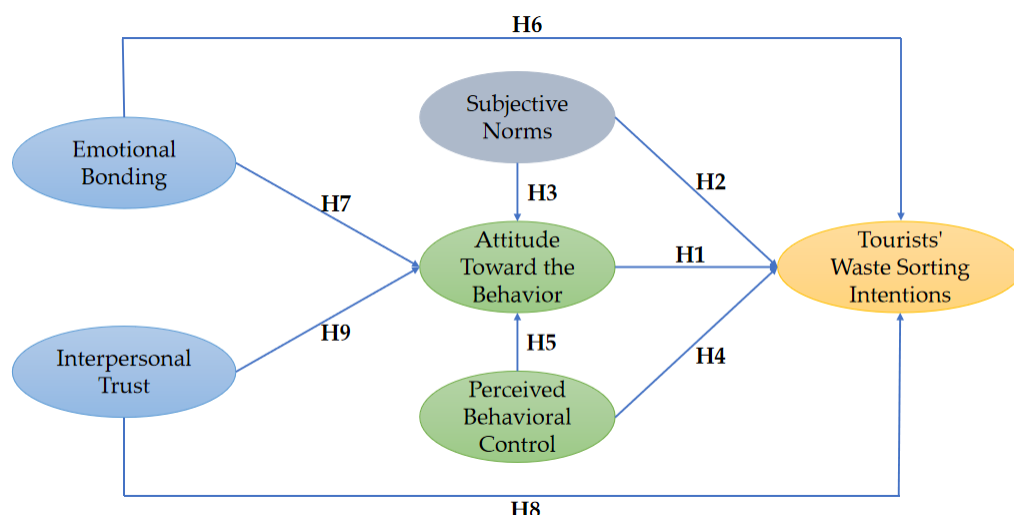 H6
Subjective
Norms
Emotional
Bonding
H2
H3
H7
Attitude
Toward the
Behavior
H1
Tourists'
Waste Sorting
Intentions
H9
H5
H4
Interpersonal
Trust
Perceived
Behavioral
Control
H8